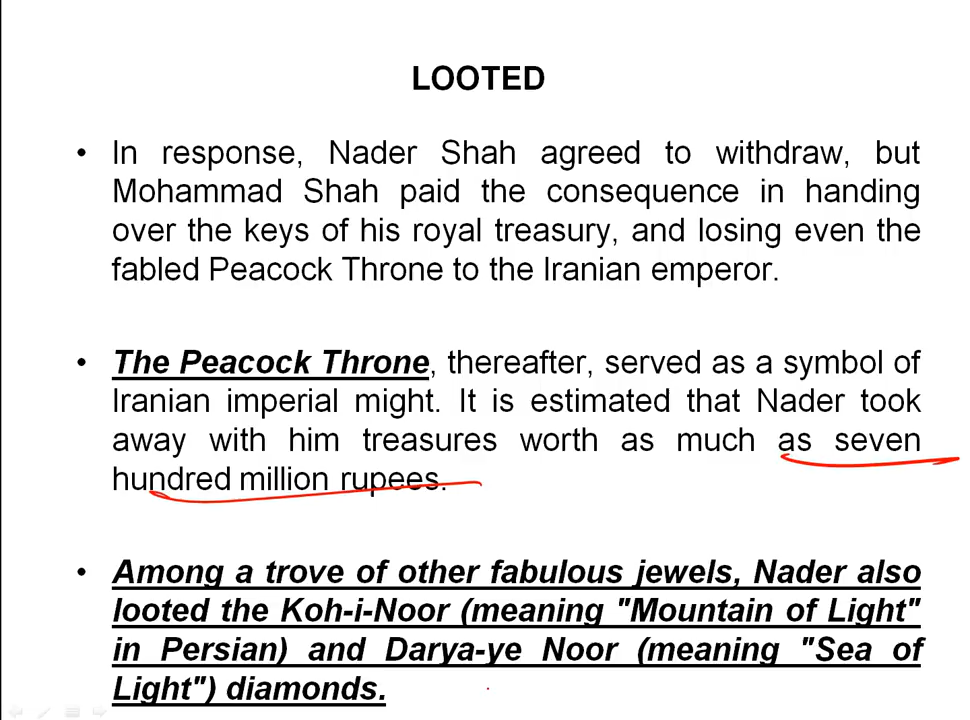 LOOTED
• In response, Nader Shah agreed to withdraw, but
Mohammad Shah paid the consequence in handing
over the keys of his royal treasury, and losing even the
fabled Peacock Throne to the Iranian emperor.
• The Peacock Throne, thereafter, served as a symbol of
Iranian imperial might. It is estimated that Nader took
away with him treasures worth as much as seven
hundred million rupees.
• Among a trove of other fabulous jewels, Nader also
looted the Koh-i-Noor (meaning "Mountain of Light"
in Persian) and Darya-ye Noor (meaning "Sea of
Light") diamonds.